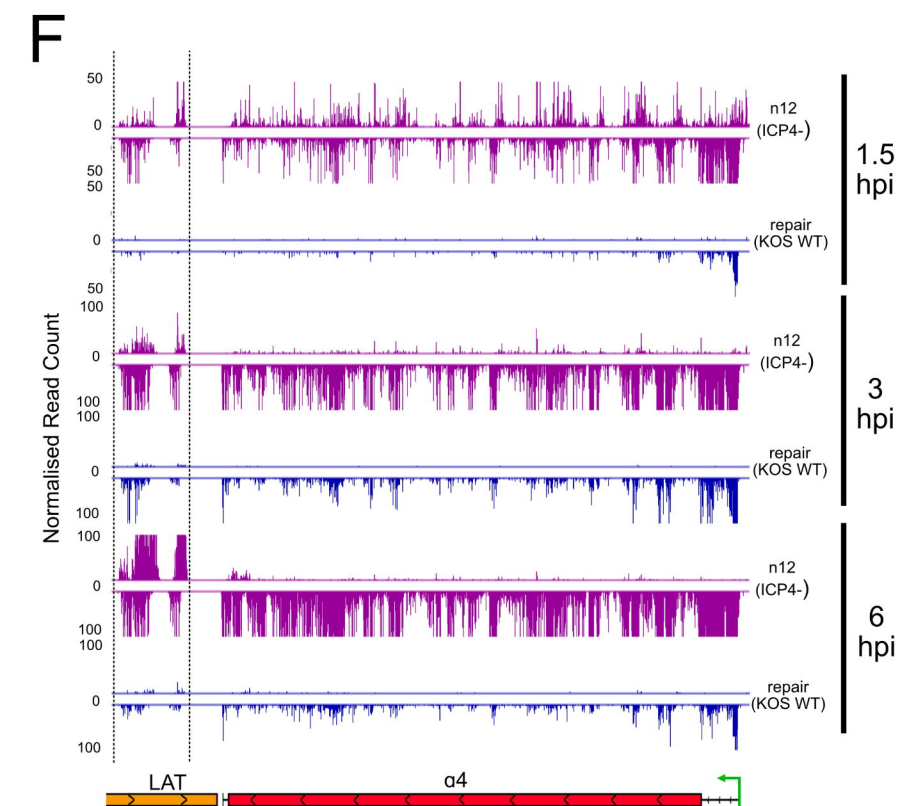 F
50
0
50
n12
(ICP4-)
50
0
50
repair
(KOS WT)
1.5
hpi
100
0
100
n12
(ICP4-)
100
0
100
repair
(KOS WT)
3
hpi
100
0
100
n12
(ICP4-)
100
0
100
repair
(KOS WT)
6
hpi
Normalised Read Count
LAT
α4